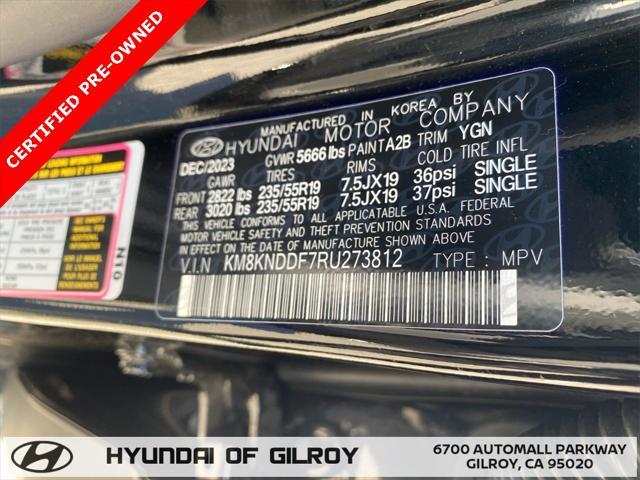 CERTIFIED PRE-OWNED
MANUFACTURED IN KOREA BY
HYUNDAI MOTOR COMPANY
DEC/2023 GVWR 5666 lbs PAINT A2B TRIM YGN
GAWR TIRES RIMS COLD TIRE INFL
FRONT 2822 lbs 235/55R19 7.5JX19 36psi SINGLE
REAR 3020 lbs 235/55R19 7.5JX19 37psi SINGLE
THIS VEHICLE CONFORMS TO ALL APPLICABLE U.S.A. FEDERAL
MOTOR VEHICLE SAFETY AND THEFT PREVENTION STANDARDS
IN EFFECT ON THE DATE OF MANUFACTURE SHOWN ABOVE.
V.I.N KM8KNDDF7RU273812 TYPE : MPV
HYUNDAI OF GILROY
6700 AUTOMALL PARKWAY
GILROY, CA 95020